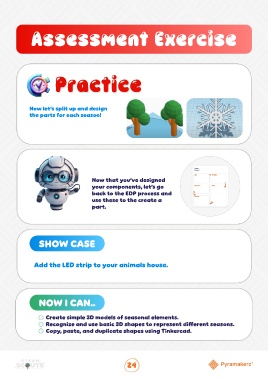 Assessment Exercise
Practice
Now let's split up and design
the parts for each season!
Now that you've designed
your components, let's go
back to the EDP process and
use these to the create a
part.
SHOW CASE
Add the LED strip to your animals house.
NOW I CAN..
Create simple 3D models of seasonal elements.
Recognize and use basic 3D shapes to represent different seasons.
Copy, paste, and duplicate shapes using Tinkercad.
24
Pyramakerz